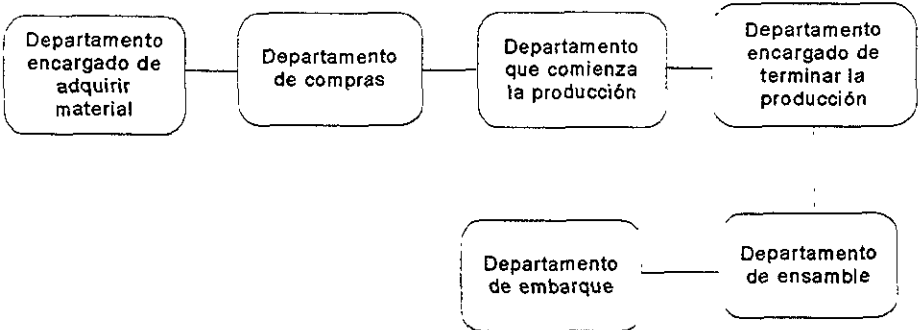 Departamento
encargado de
adquirir
material
Departamento
de compras
Departamento
que comienza
la producción
Departamento
encargado de
terminar la
producción
Departamento
de ensamble
Departamento
de embarque